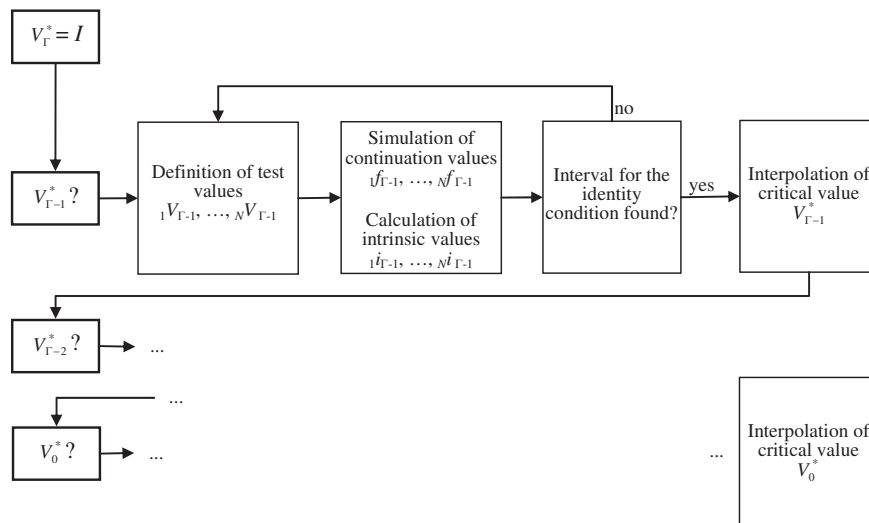 V*Γ = I
no
Simulation of
continuation values
₁fΓ-1, …, NfΓ-1
Calculation of
intrinsic values
₁iΓ-1, …, NiΓ-1
Definition of test
values
₁VΓ-1, …, NVΓ-1
Interval for the
identity
condition found?
yes
Interpolation of
critical value
V*Γ−1
V*Γ−1 ?
V*Γ−2 ?
...
...
V*0 ?
...
...
Interpolation of
critical value
V*0